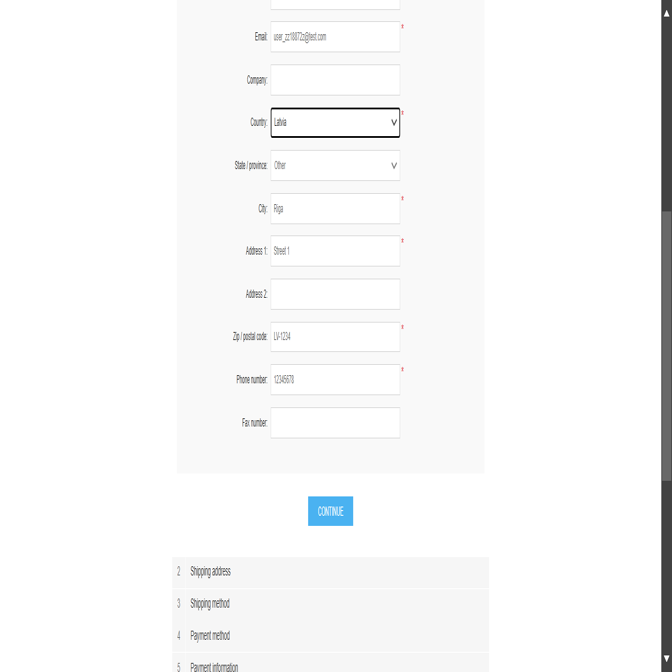 Email: user_zz18872z@test.com *
Company:
Country: Latvia *
State / province: Other
City: Riga *
Address 1: Street 1 *
Address 2:
Zip / postal code: LV-1234 *
Phone number: 12345678 *
Fax number:
CONTINUE
2 Shipping address
3 Shipping method
4 Payment method
5 Payment information